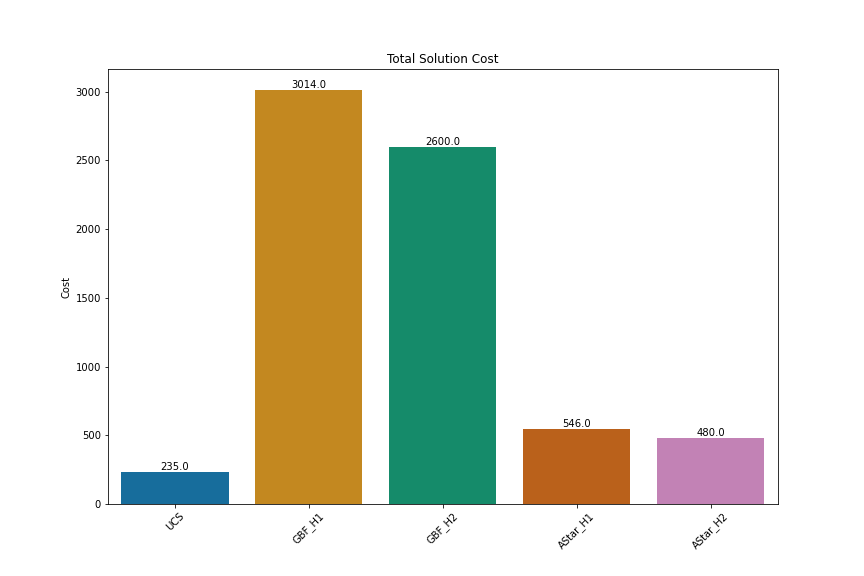 Total Solution Cost
3014.0
3000
2600.0
2500
2000
Cost
1500
1000
546.0
500
480.0
235.0
0
UCS
GBF_H1
GBF_H2
AStar_H1
AStar_H2